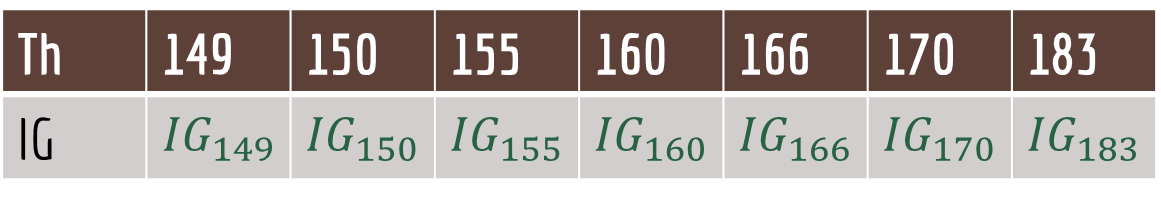 Th 149 150 155 160 166 170 183
IG IG₁₄₉ IG₁₅₀ IG₁₅₅ IG₁₆₀ IG₁₆₆ IG₁₇₀ IG₁₈₃